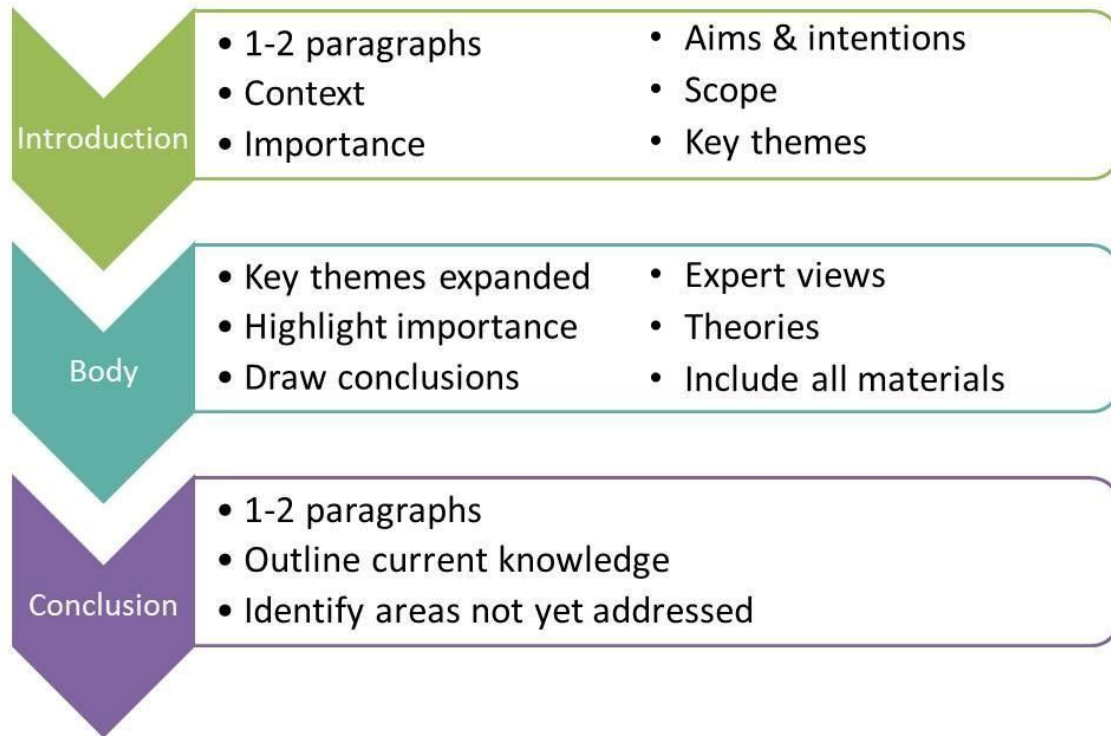 Introduction
• 1-2 paragraphs
• Context
• Importance
• Aims & intentions
• Scope
• Key themes
Body
• Key themes expanded
• Highlight importance
• Draw conclusions
• Expert views
• Theories
• Include all materials
Conclusion
• 1-2 paragraphs
• Outline current knowledge
• Identify areas not yet addressed